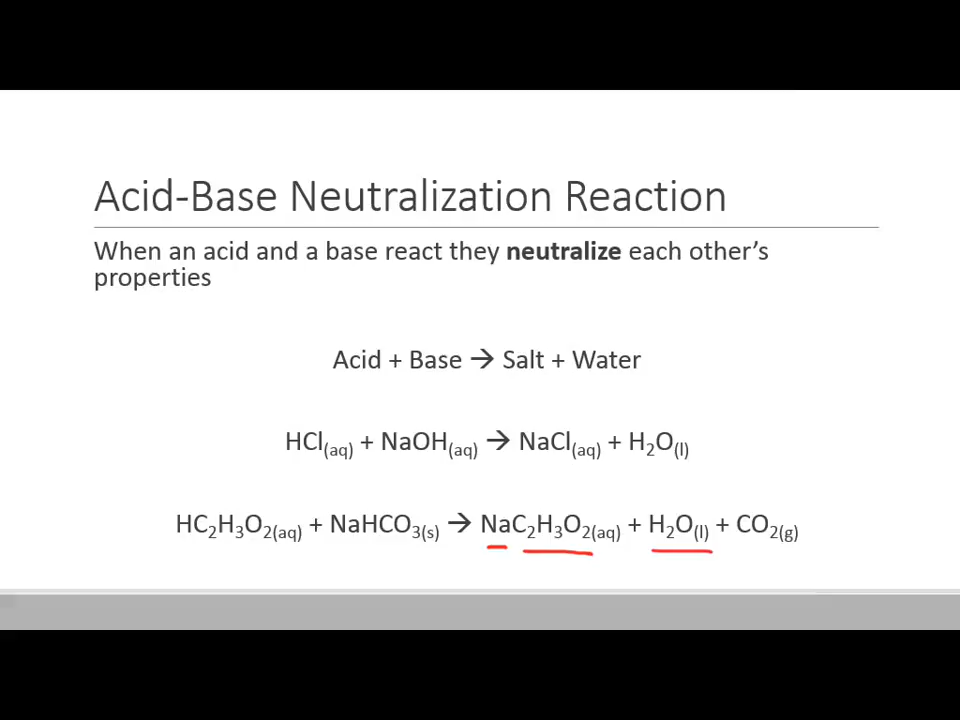 Acid-Base Neutralization Reaction
When an acid and a base react they neutralize each other’s
properties
Acid + Base → Salt + Water
HCl(aq) + NaOH(aq) → NaCl(aq) + H₂O(l)
HC₂H₃O₂(aq) + NaHCO₃(s) → NaC₂H₃O₂(aq) + H₂O(l) + CO₂(g)